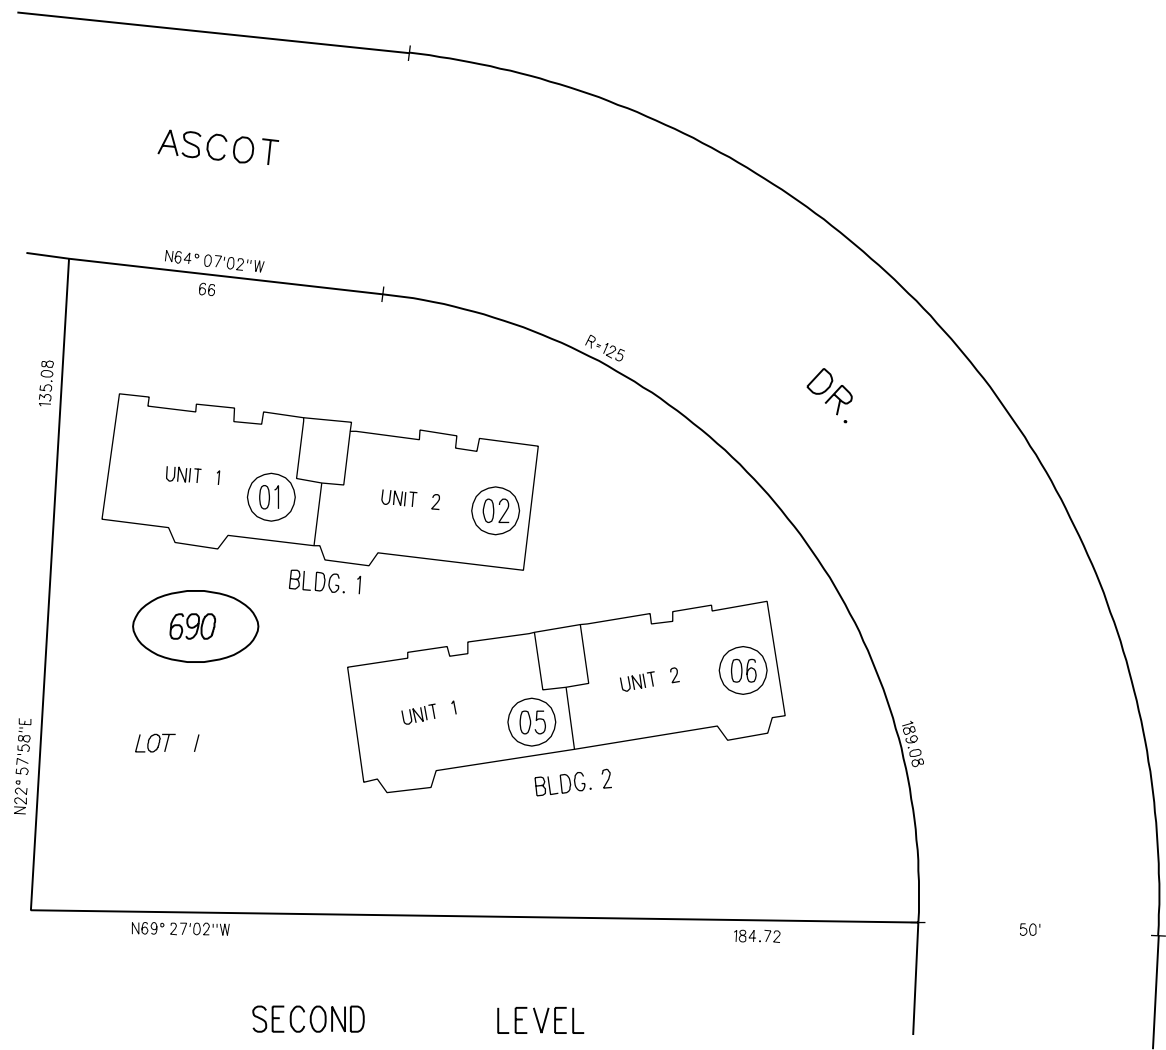 ASCOT
N64°07'02"W
66
R=125
135.08
DR.
UNIT 1
01
UNIT 2
02
BLDG. 1
690
UNIT 1
05
UNIT 2
06
BLDG. 2
LOT 1
N22°57'58"E
189.08
N69°27'02"W
184.72
50'
SECOND LEVEL